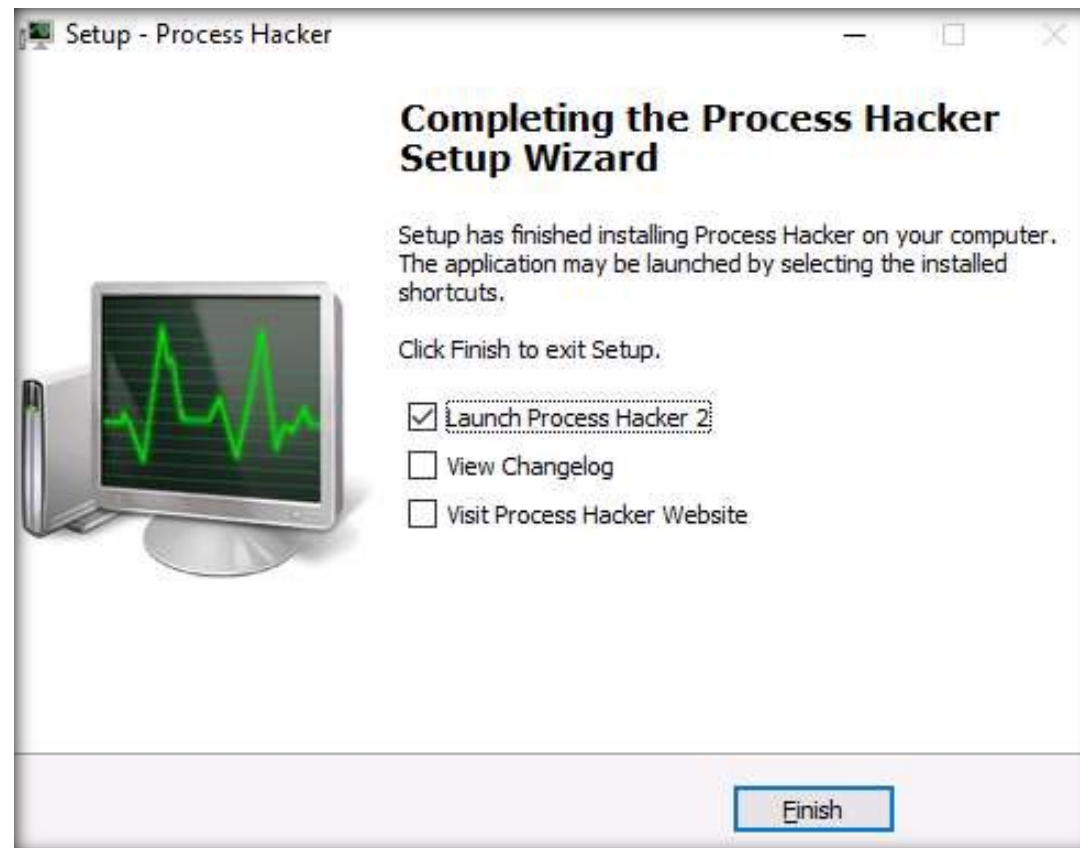 Setup - Process Hacker
Completing the Process Hacker
Setup Wizard
Setup has finished installing Process Hacker on your computer.
The application may be launched by selecting the installed
shortcuts.
Click Finish to exit Setup.
Launch Process Hacker 2
View Changelog
Visit Process Hacker Website
Finish